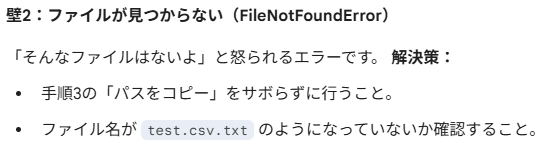 壁2：ファイルが見つからない（FileNotFoundError）
「そんなファイルはないよ」と怒られるエラーです。 解決策：
• 手順3の「パスをコピー」をサボらずに行うこと。
• ファイル名が test.csv.txt のようになっていないか確認すること。